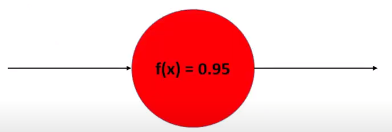 f(x) = 0.95